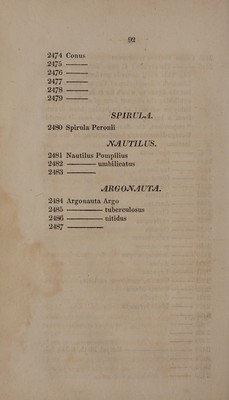 22
2474 Conus
2475 ———
2476 ———
2477 ———
2478 ———
2479 ———
SPIRULA.
2480 Spirula Peronii
NAUTILUS.
2481 Nautilus Pompilius
2482 ——— umbilicatus
2483 ———
ARGONAUTA.
2484 Argonauta Argo
2485 ——— tuberculosus
2486 ——— nitidus
2487 ———